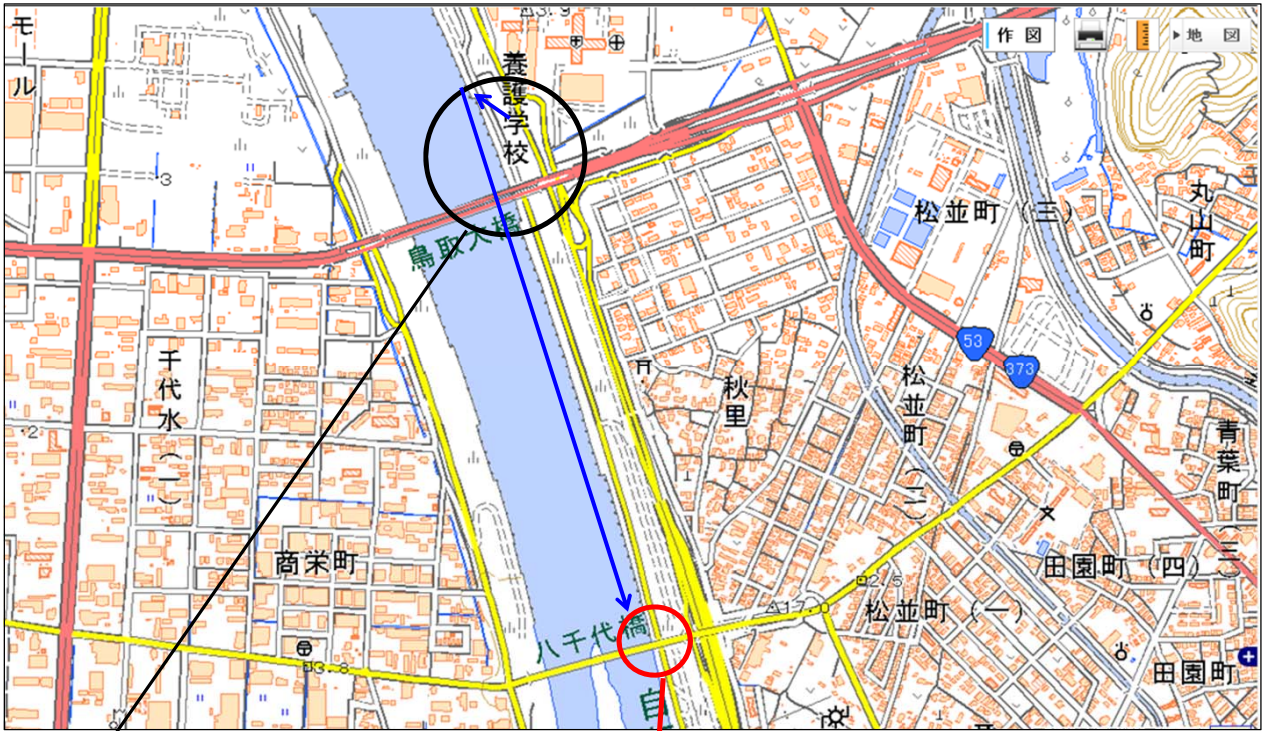 モール
3.9
養護学校
作 図
地 図
3
鳥取大橋
松並町(三)
丸山町
53
373
千代水(一)
秋里
松並町(二)
青葉町(三)
2
商栄町
田園町(四)
2.5
17.0
松並町(一)
八千代橋
3.8
田園町